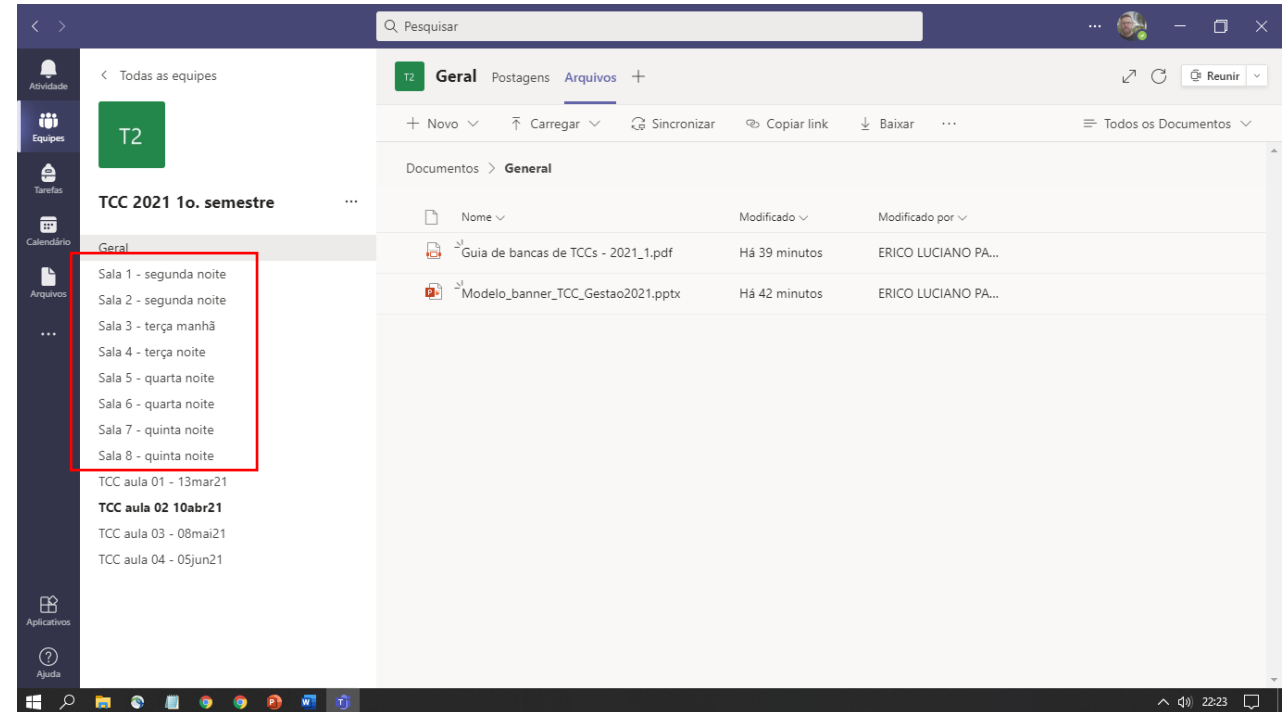 Pesquisar
Atividade
Equipes
Tarefas
Calendário
Arquivos
Aplicativos
Ajuda
Todas as equipes
T2
TCC 2021 1o. semestre
Geral
Sala 1 - segunda noite
Sala 2 - segunda noite
Sala 3 - terça manhã
Sala 4 - terça noite
Sala 5 - quarta noite
Sala 6 - quarta noite
Sala 7 - quinta noite
Sala 8 - quinta noite
TCC aula 01 - 13mar21
TCC aula 02 10abr21
TCC aula 03 - 08mai21
TCC aula 04 - 05jun21
T2 Geral Postagens Arquivos Reunir
Novo Carregar Sincronizar Copiar link Baixar ... Todos os Documentos
Documentos > General
Nome Modificado Modificado por
Guia de bancas de TCCs - 2021_1.pdf Há 39 minutos ERICO LUCIANO PA...
Modelo_banner_TCC_Gestao2021.pptx Há 42 minutos ERICO LUCIANO PA...
22:23